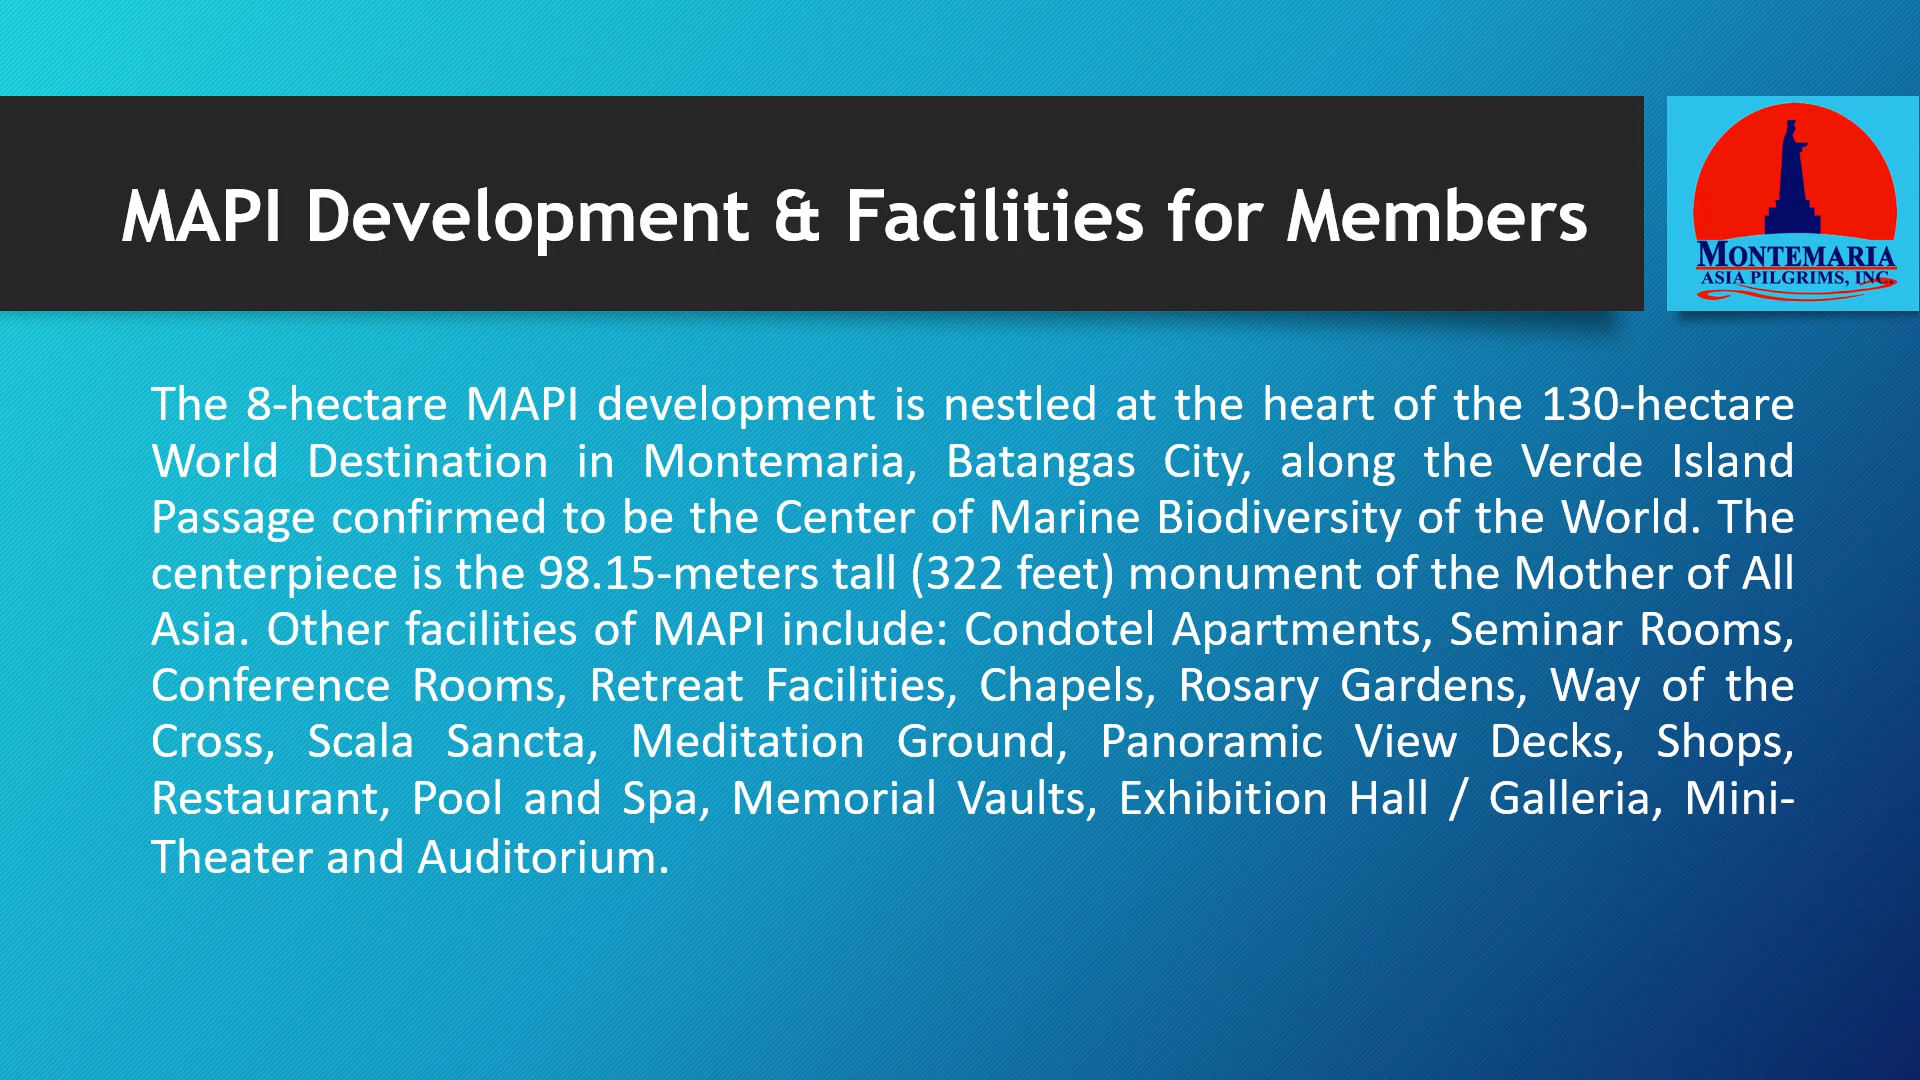 MAPI Development & Facilities for Members
MONTEMARIA
ASIA PILGRIMS, INC.
The 8-hectare MAPI development is nestled at the heart of the 130-hectare
World Destination in Montemaria, Batangas City, along the Verde Island
Passage confirmed to be the Center of Marine Biodiversity of the World. The
centerpiece is the 98.15-meters tall (322 feet) monument of the Mother of All
Asia. Other facilities of MAPI include: Condotel Apartments, Seminar Rooms,
Conference Rooms, Retreat Facilities, Chapels, Rosary Gardens, Way of the
Cross, Scala Sancta, Meditation Ground, Panoramic View Decks, Shops,
Restaurant, Pool and Spa, Memorial Vaults, Exhibition Hall / Galleria, Mini-
Theater and Auditorium.